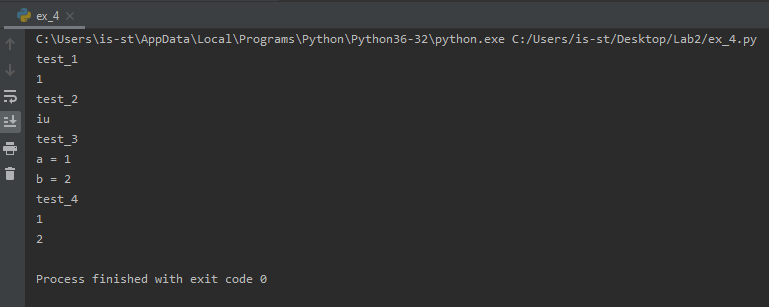 ex_4
C:\Users\is-st\AppData\Local\Programs\Python\Python36-32\python.exe C:/Users/is-st/Desktop/Lab2/ex_4.py
test_1
1
test_2
iu
test_3
a = 1
b = 2
test_4
1
2
Process finished with exit code 0